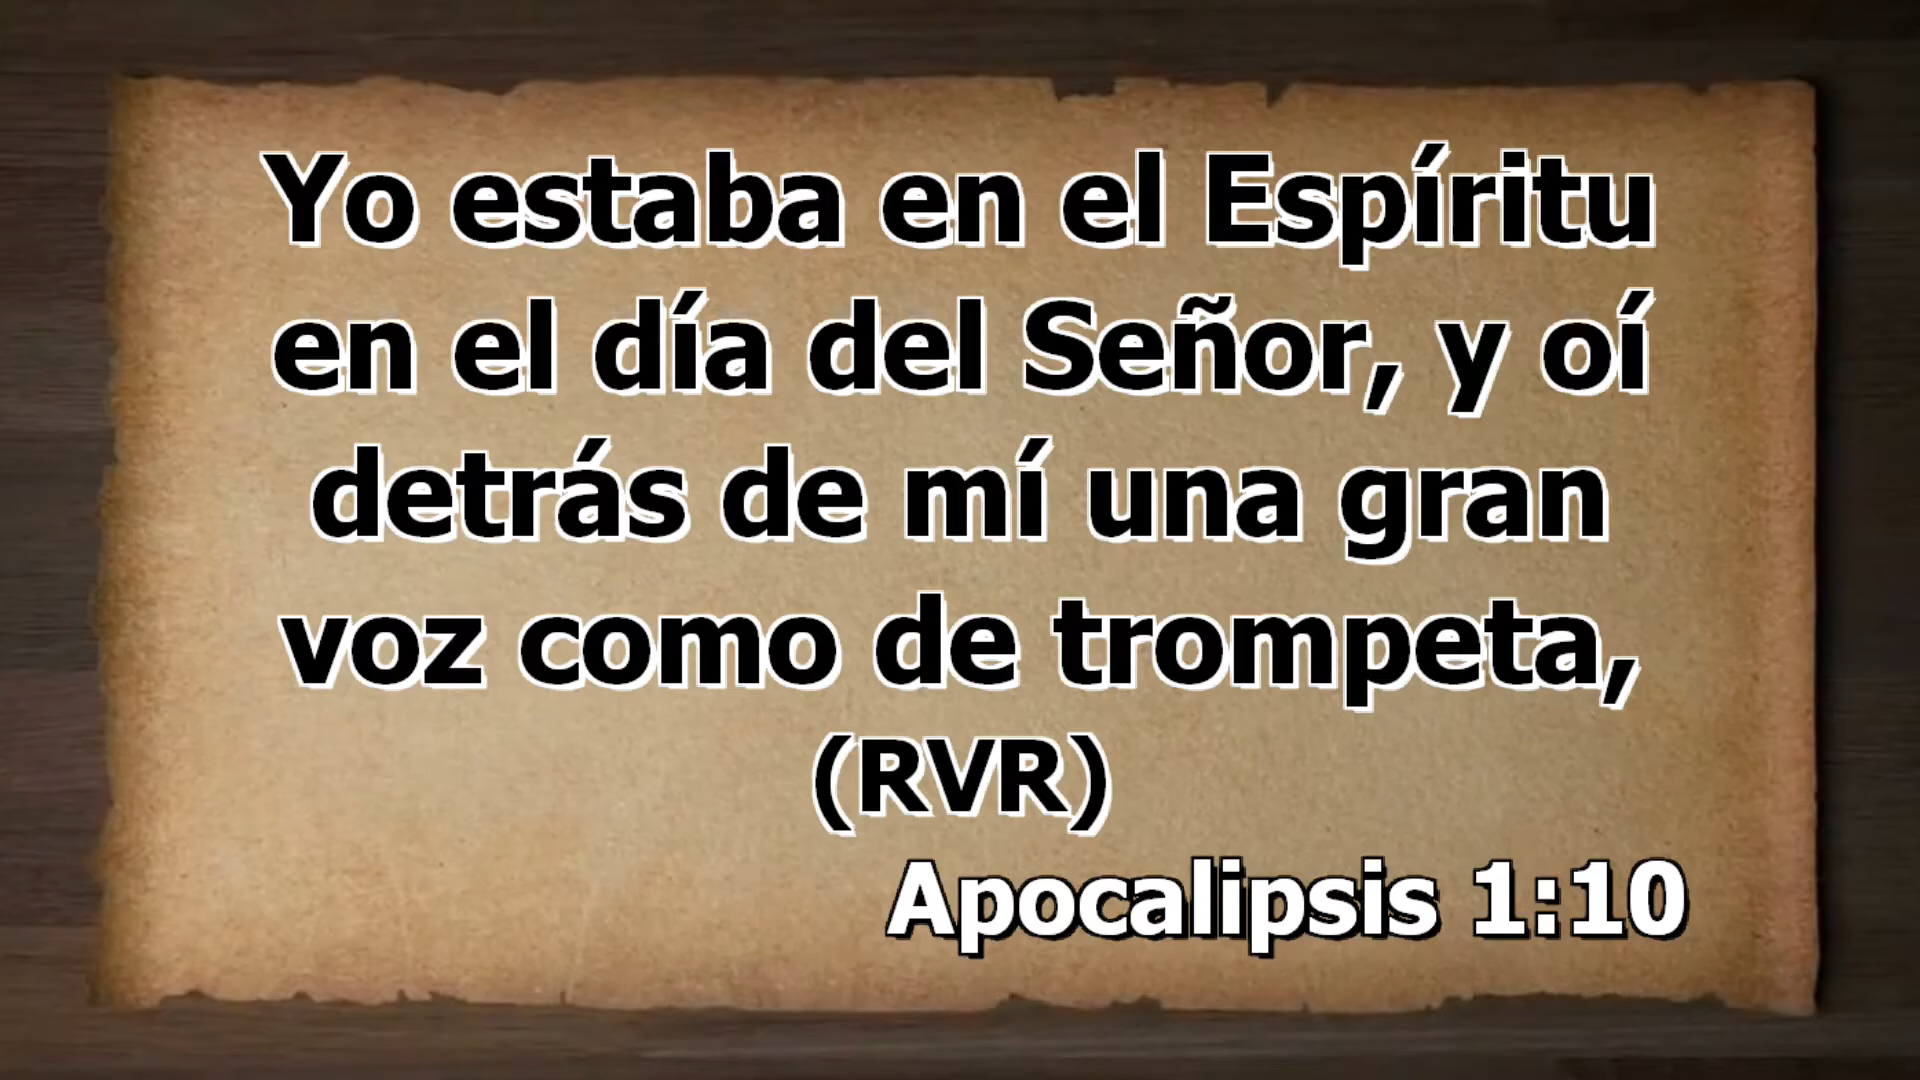 Yo estaba en el Espíritu
en el día del Señor, y oí
detrás de mí una gran
voz como de trompeta,
(RVR)
Apocalipsis 1:10